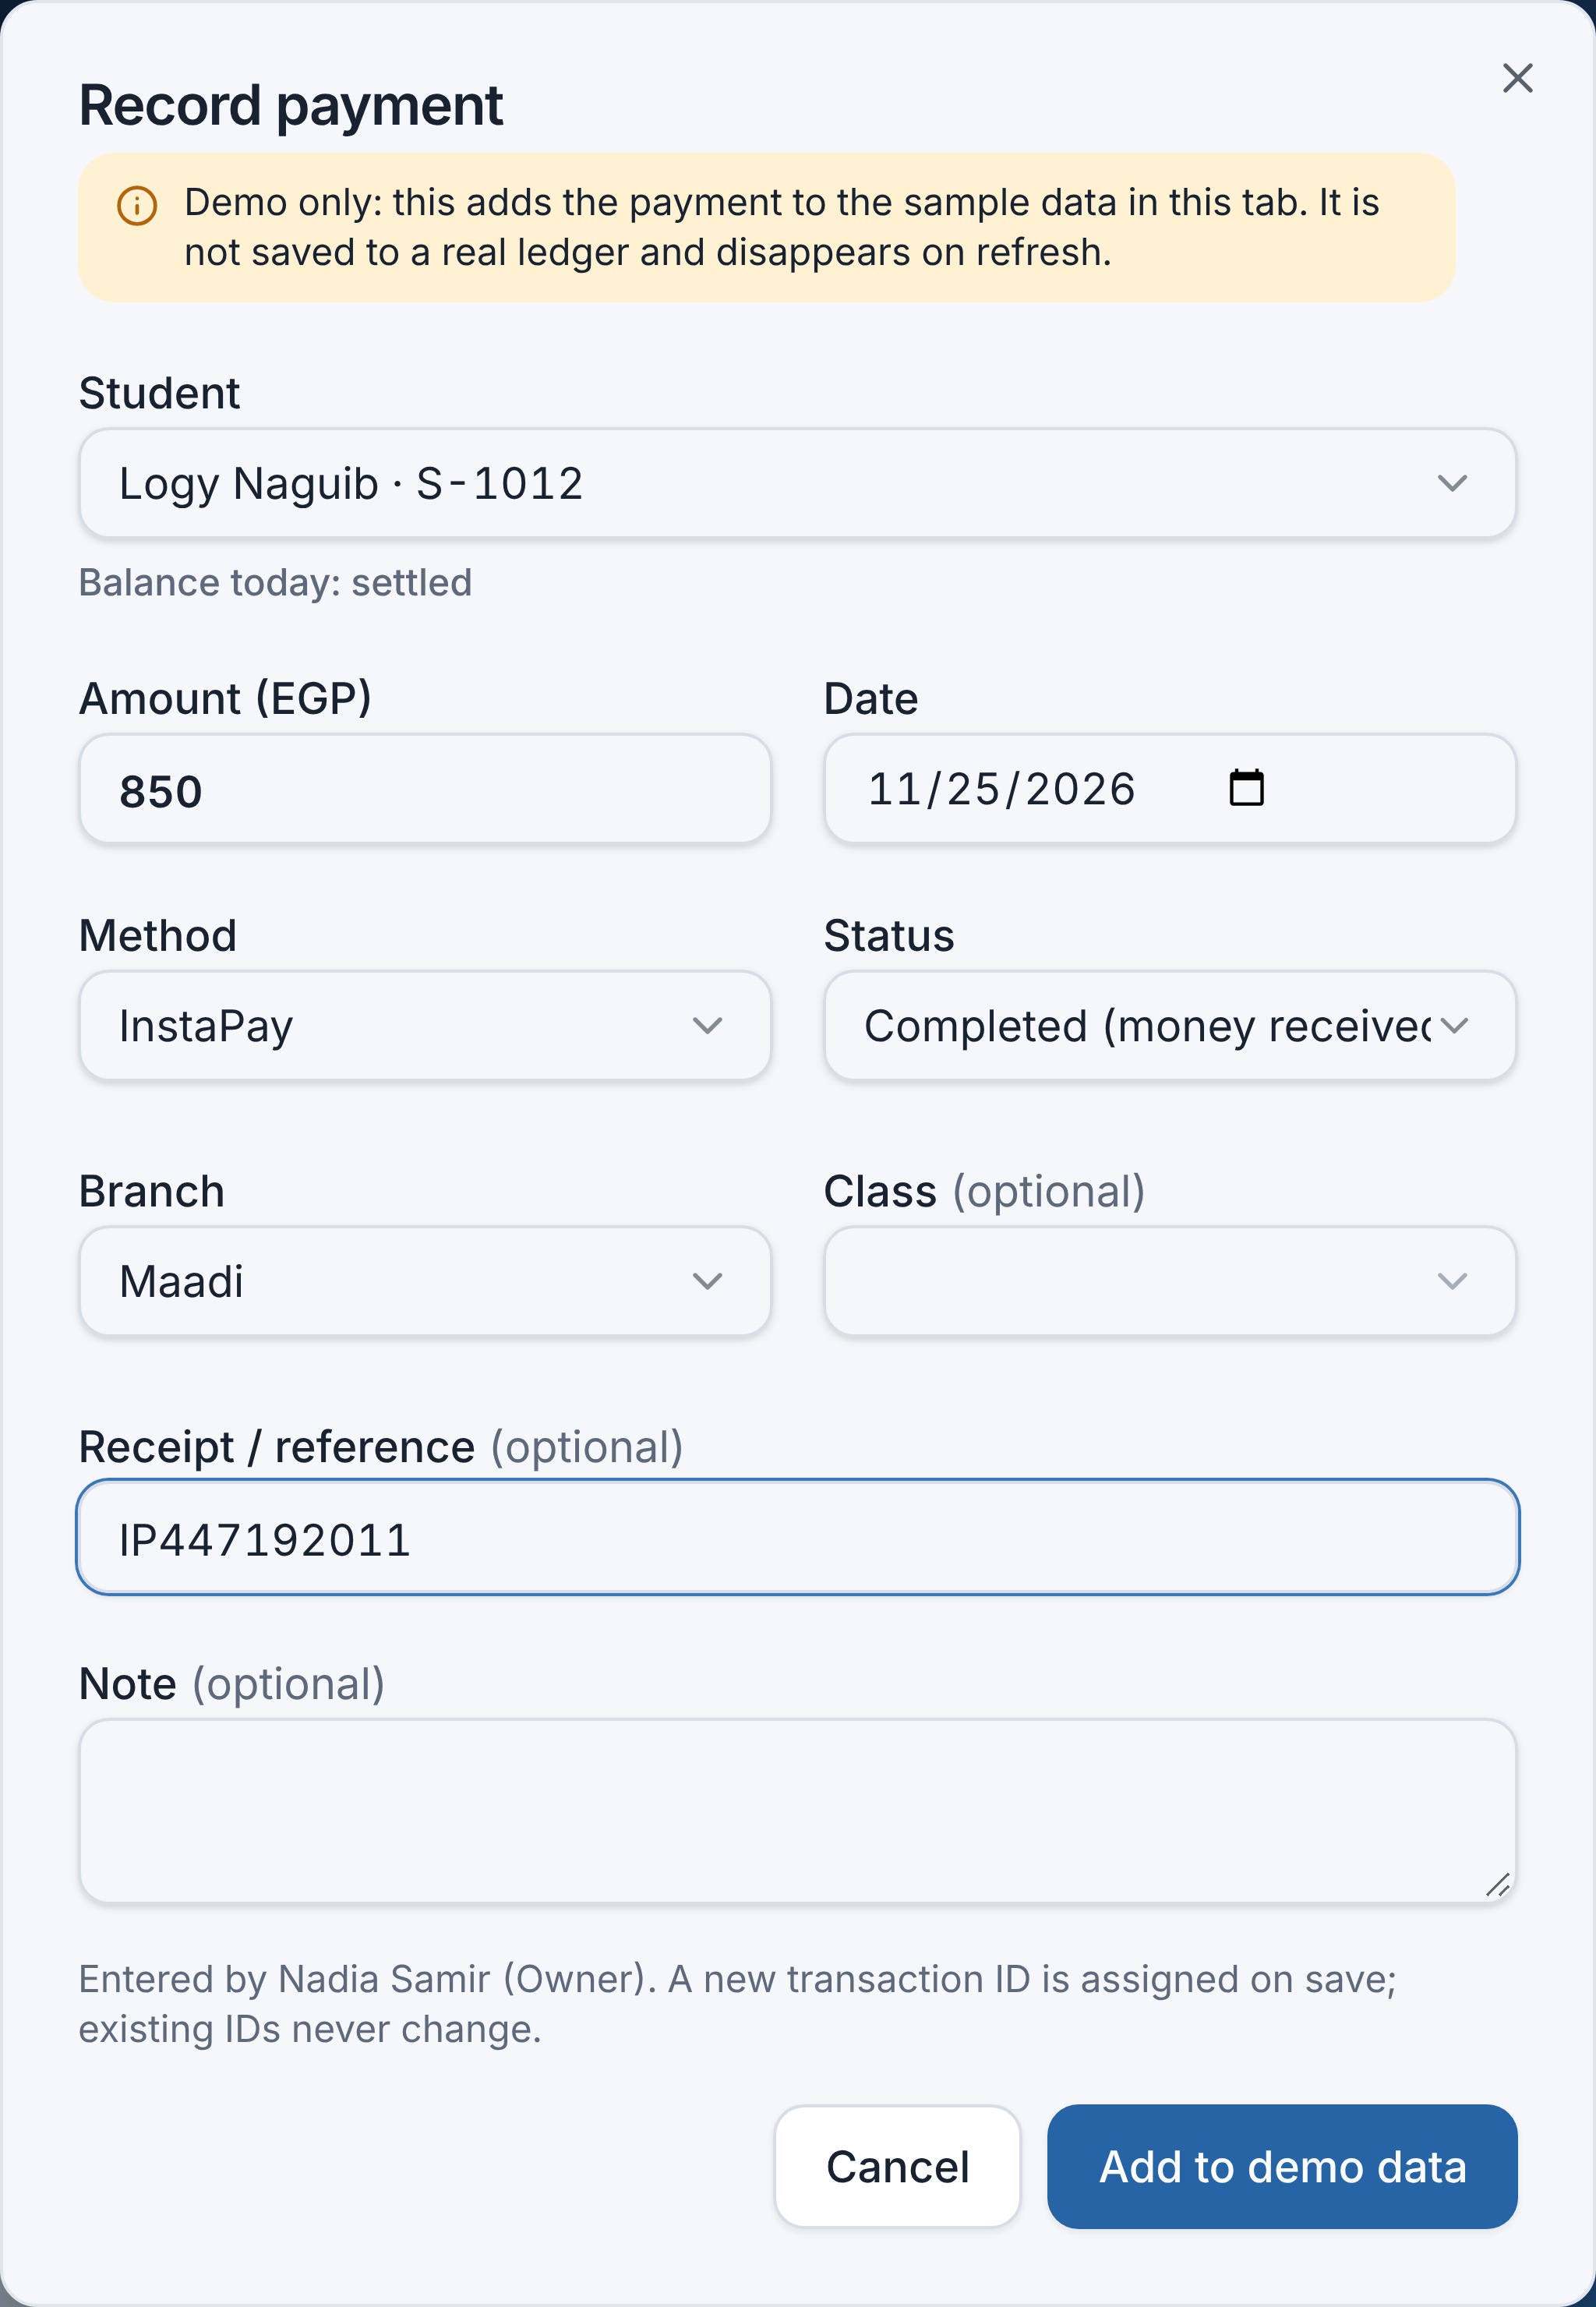 Record payment
Demo only: this adds the payment to the sample data in this tab. It is
not saved to a real ledger and disappears on refresh.
Student
Logy Naguib · S-1012
Balance today: settled
Amount (EGP)
850
Date
11/25/2026
Method
InstaPay
Status
Completed (money received
Branch
Maadi
Class (optional)
Receipt / reference (optional)
IP447192011
Note (optional)
Entered by Nadia Samir (Owner). A new transaction ID is assigned on save;
existing IDs never change.
Cancel
Add to demo data